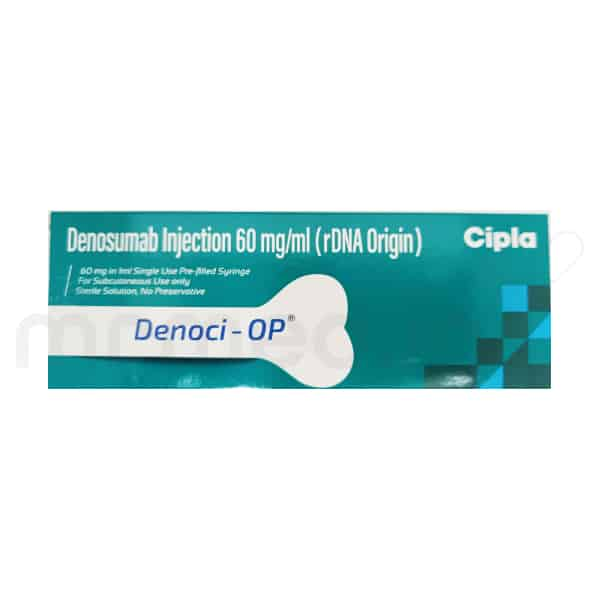 Denosumab Injection 60 mg/ml (rDNA Origin)
Cipla
60 mg in 1ml Single Use Pre-filled Syringe
For Subcutaneous Use only
Sterile Solution, No Preservative
Denoci-OP®
mrmed